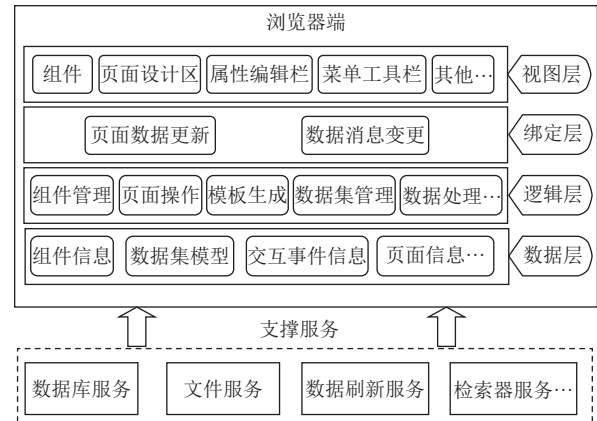 浏览器端
组件 页面设计区 属性编辑栏 菜单工具栏 其他… 视图层
页面数据更新 数据消息变更 绑定层
组件管理 页面操作 模板生成 数据集管理 数据处理… 逻辑层
组件信息 数据集模型 交互事件信息 页面信息… 数据层
支撑服务
数据库服务 文件服务 数据刷新服务 检索器服务…